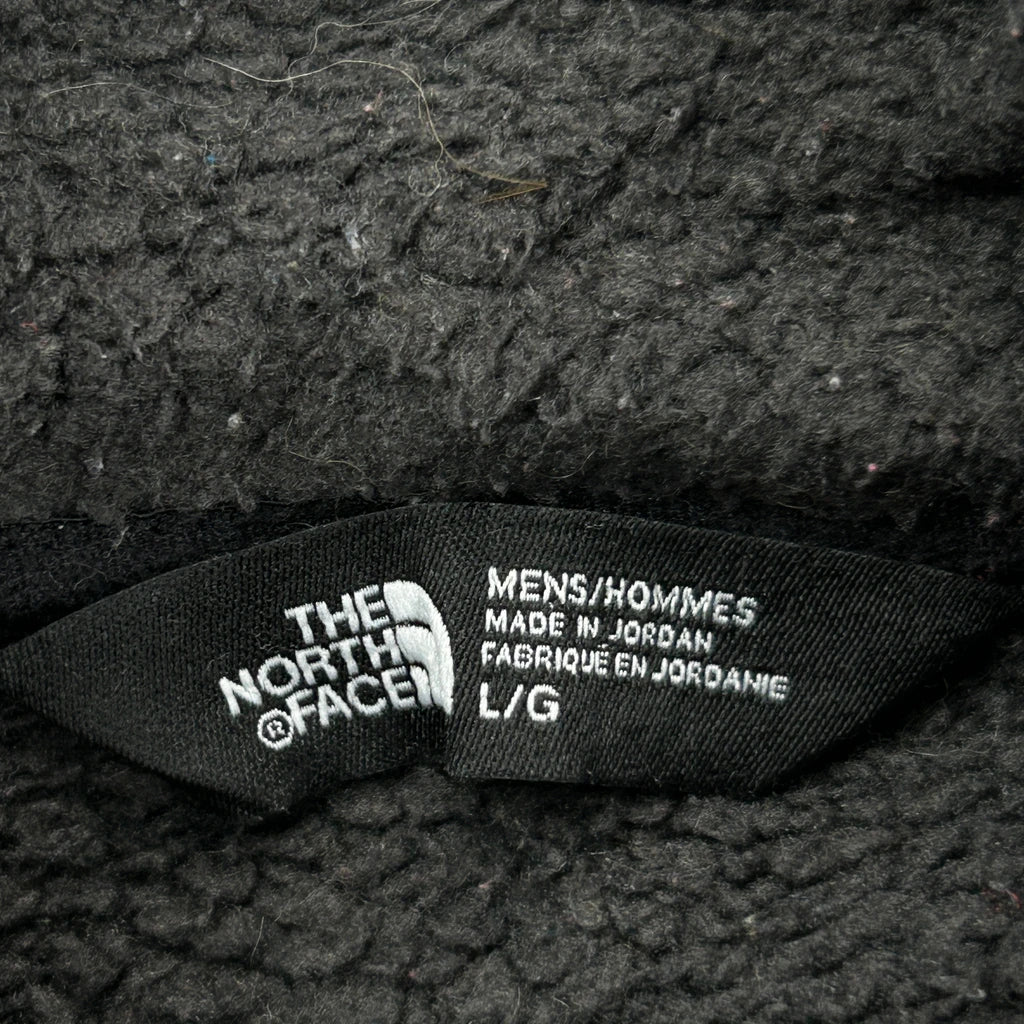 THE
NORTH
®FACE
MENS/HOMMES
MADE IN JORDAN
FABRIQUÉ EN JORDANIE
L/G